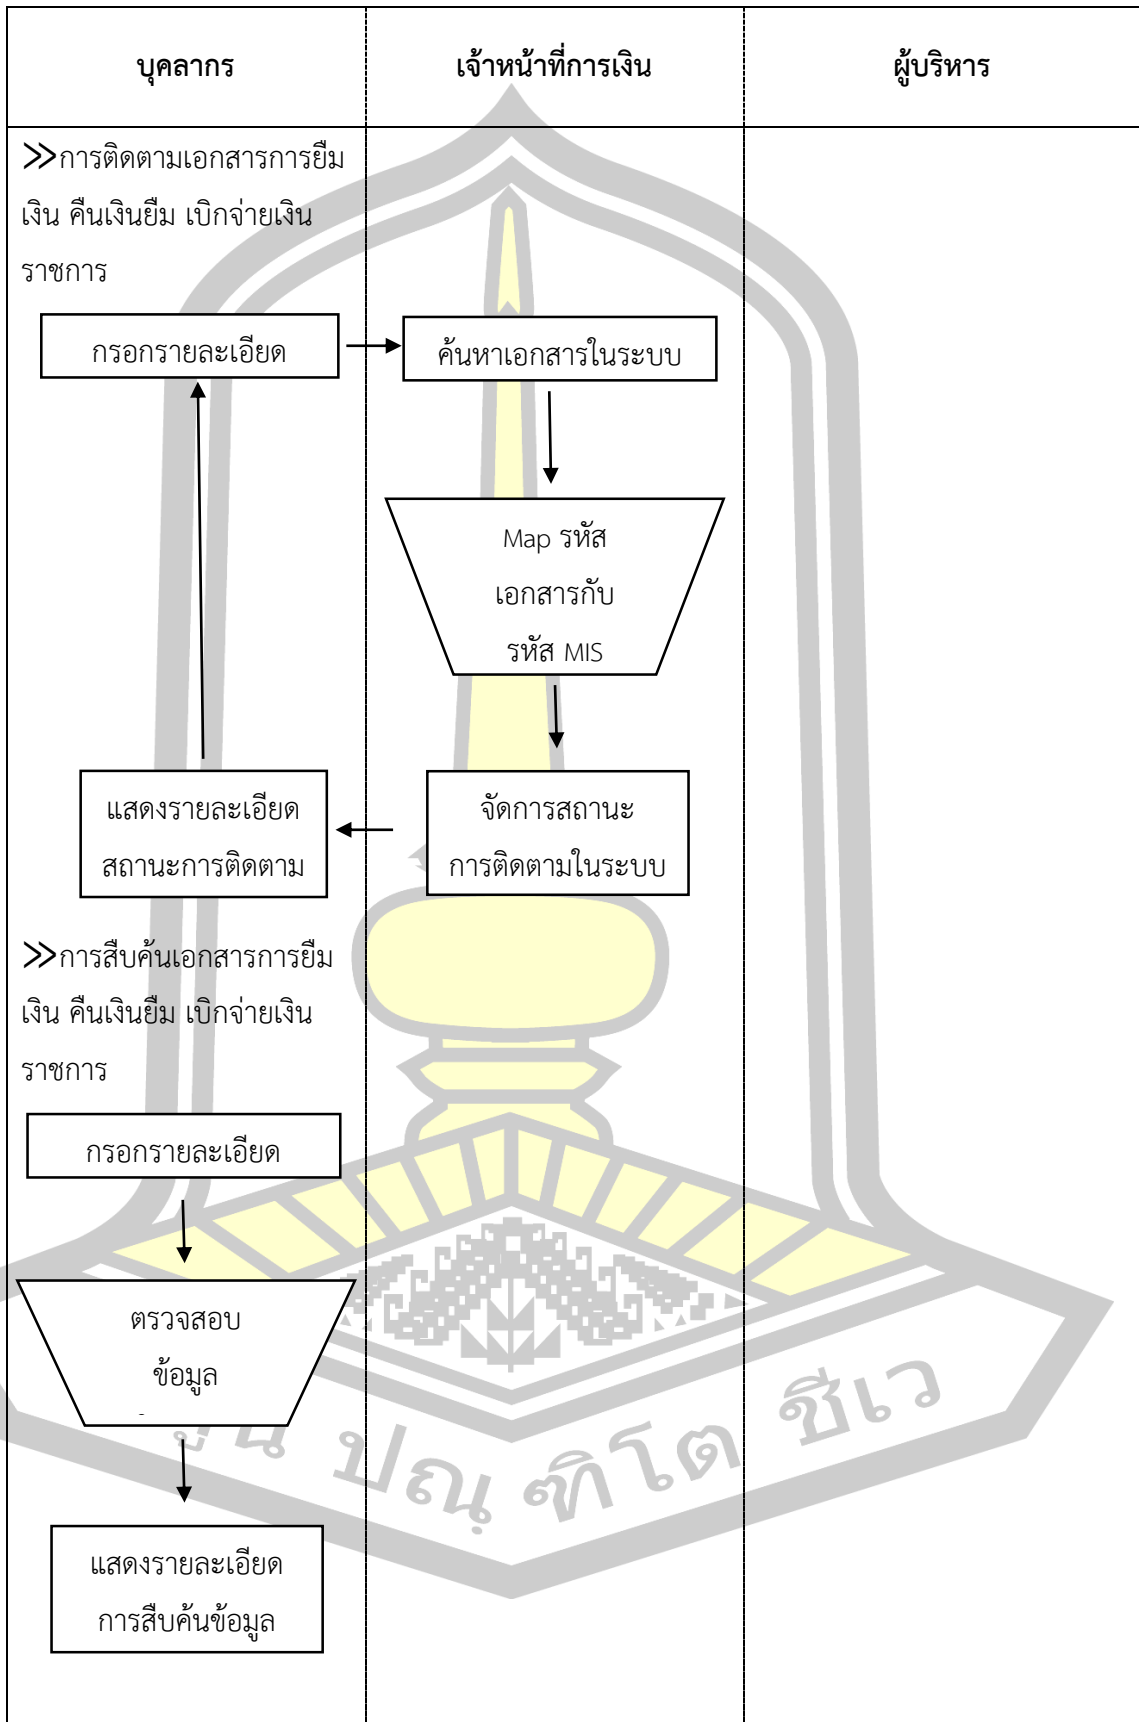 บุคลากร
เจ้าหน้าที่การเงิน
ผู้บริหาร
≫การติดตามเอกสารการยืม
เงิน คืนเงินยืม เบิกจ่ายเงิน
ราชการ
กรอกรายละเอียด
ค้นหาเอกสารในระบบ
Map รหัส
เอกสารกับ
รหัส MIS
แสดงรายละเอียด
สถานะการติดตาม
จัดการสถานะ
การติดตามในระบบ
≫การสืบค้นเอกสารการยืม
เงิน คืนเงินยืม เบิกจ่ายเงิน
ราชการ
กรอกรายละเอียด
ตรวจสอบ
ข้อมูล
ปณฺฑิโต ชีเว
แสดงรายละเอียด
การสืบค้นข้อมูล